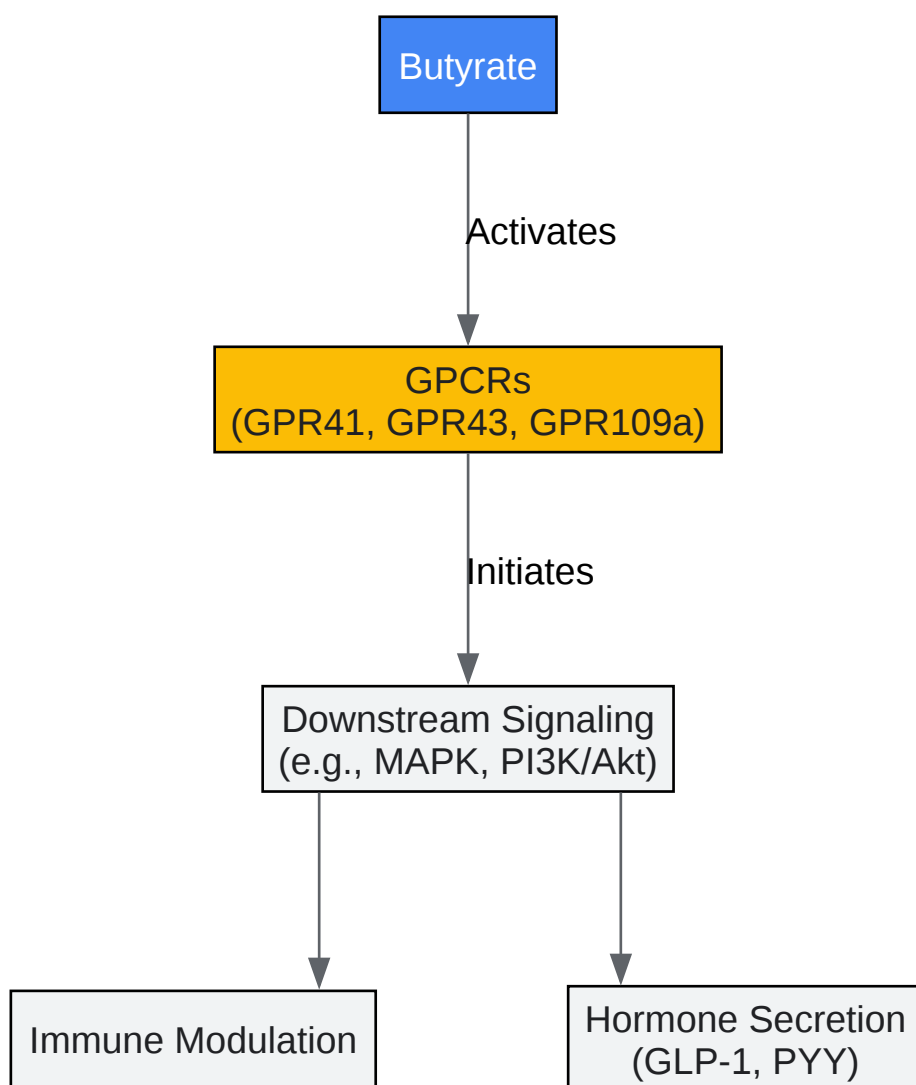 Butyrate
Activates
GPCRs
(GPR41, GPR43, GPR109a)
Initiates
Downstream Signaling
(e.g., MAPK, PI3K/Akt)
Immune Modulation
Hormone Secretion
(GLP-1, PYY)